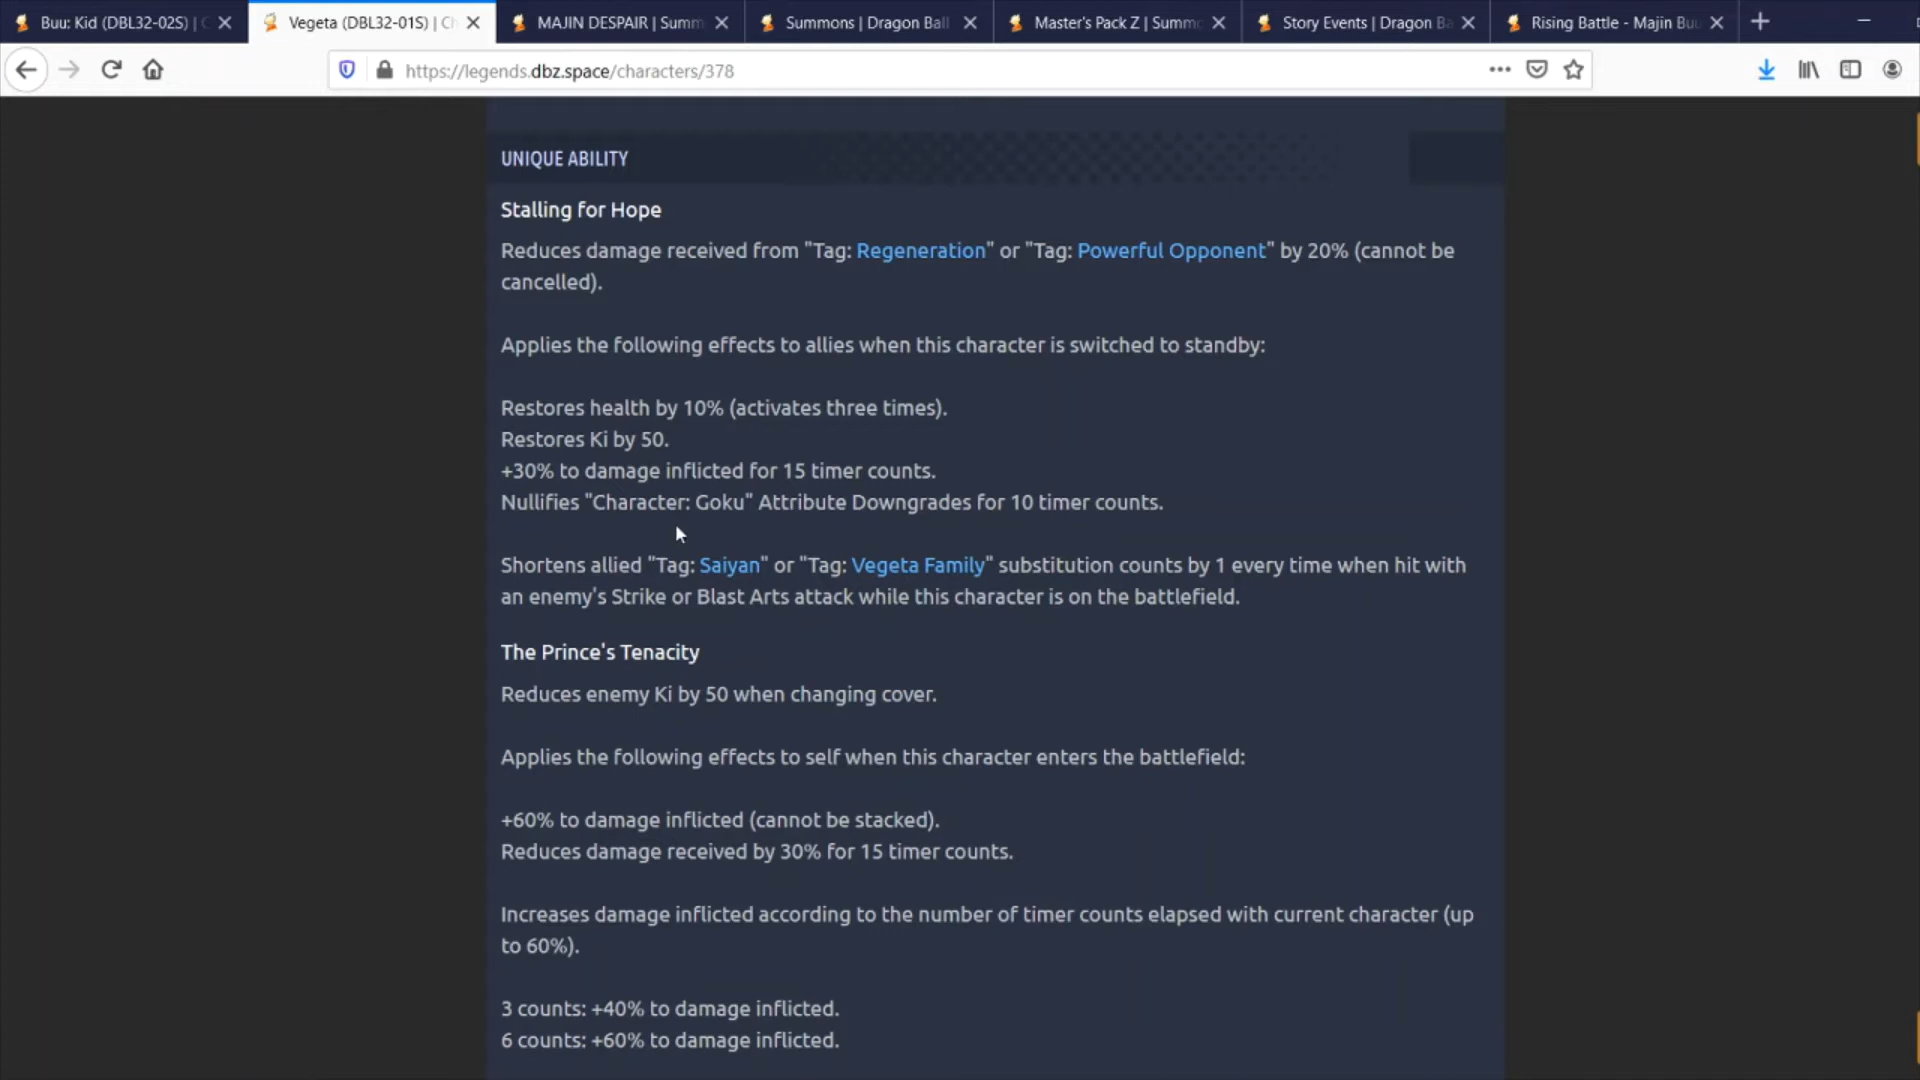 Buu: Kid (DBL32-02S) | C
Vegeta (DBL32-01S) | Ch
MAJIN DESPAIR | Summ
Summons | Dragon Ball
Master's Pack Z | Summo
Story Events | Dragon Ba
Rising Battle - Majin Buu
https://legends.dbz.space/characters/378
UNIQUE ABILITY
Stalling for Hope
Reduces damage received from "Tag: Regeneration" or "Tag: Powerful Opponent" by 20% (cannot be
cancelled).
Applies the following effects to allies when this character is switched to standby:
Restores health by 10% (activates three times).
Restores Ki by 50.
+30% to damage inflicted for 15 timer counts.
Nullifies "Character: Goku" Attribute Downgrades for 10 timer counts.
Shortens allied "Tag: Saiyan" or "Tag: Vegeta Family" substitution counts by 1 every time when hit with
an enemy's Strike or Blast Arts attack while this character is on the battlefield.
The Prince's Tenacity
Reduces enemy Ki by 50 when changing cover.
Applies the following effects to self when this character enters the battlefield:
+60% to damage inflicted (cannot be stacked).
Reduces damage received by 30% for 15 timer counts.
Increases damage inflicted according to the number of timer counts elapsed with current character (up
to 60%).
3 counts: +40% to damage inflicted.
6 counts: +60% to damage inflicted.